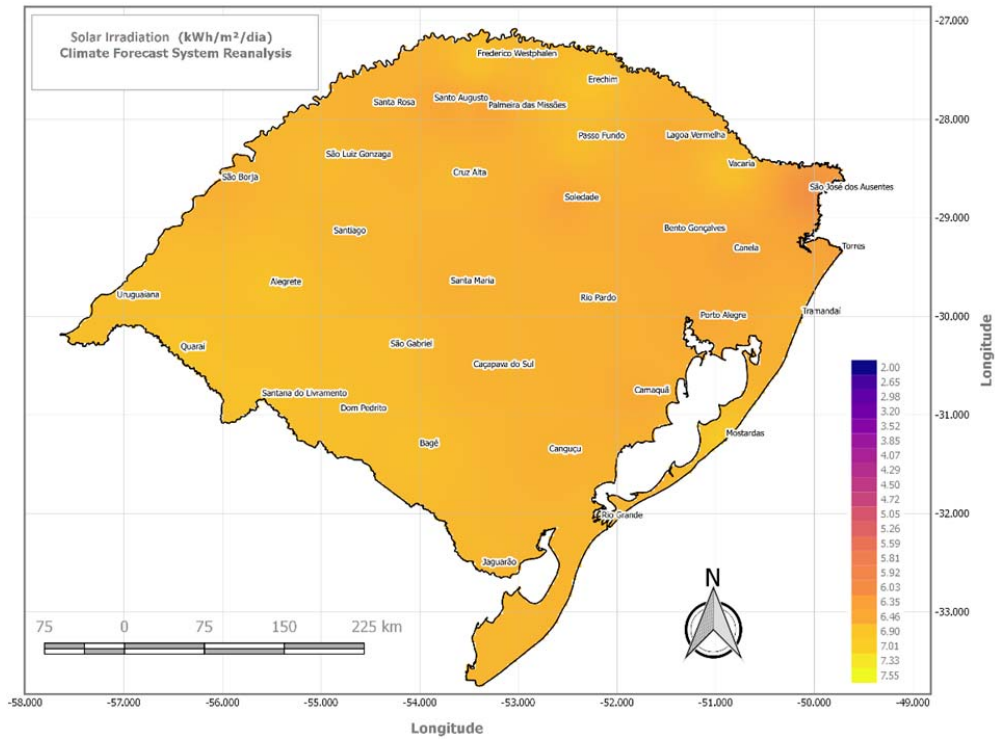 Solar Irradiation (kWh/m²/dia)
Climate Forecast System Reanalysis
-27.000
-28.000
-29.000
-30.000
-31.000
-32.000
-33.000
Longitude
Frederico Westphalen
Erechim
Santa Rosa
Santo Augusto
Palmeira das Missões
Passo Fundo
Lagoa Vermelha
São Luiz Gonzaga
Vacaria
São Borja
Cruz Alta
São José dos Ausentes
Soledade
Santiago
Bento Gonçalves
Canela
Torres
Alegrete
Santa Maria
Uruguaiana
Rio Pardo
Tramandaí
Porto Alegre
Quaraí
São Gabriel
Caçapava do Sul
Santana do Livramento
Camaquã
Dom Pedrito
Mostardas
Bagé
Canguçu
Rio Grande
Jaguarão
2.00
2.65
2.98
3.20
3.52
3.85
4.07
4.29
4.50
4.72
5.05
5.26
5.59
5.81
5.92
6.03
6.35
6.46
6.90
7.01
7.33
7.55
N
75 0 75 150 225 km
-58.000 -57.000 -56.000 -55.000 -54.000 -53.000 -52.000 -51.000 -50.000 -49.000
Longitude